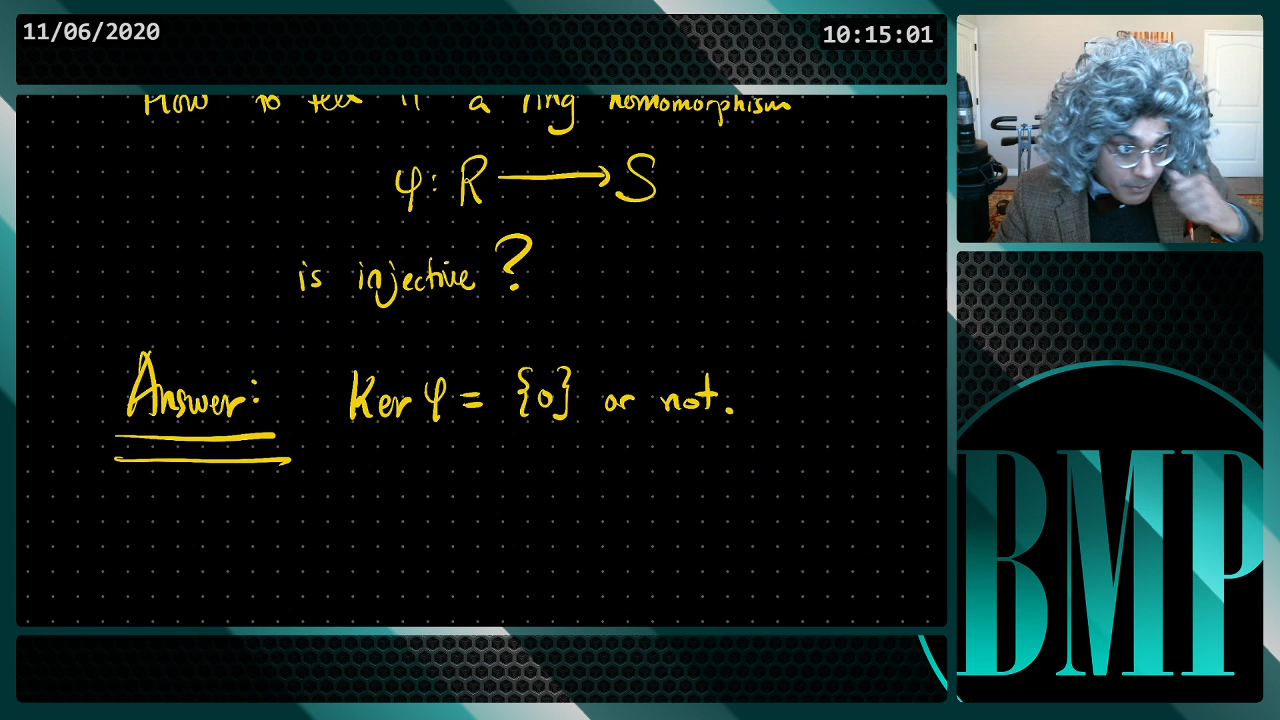 11/06/2020
10:15:01
How to tell if a ring homomorphism
φ: R ⟶ S
is injective ?
Answer: Ker φ = {0} or not.
BMP